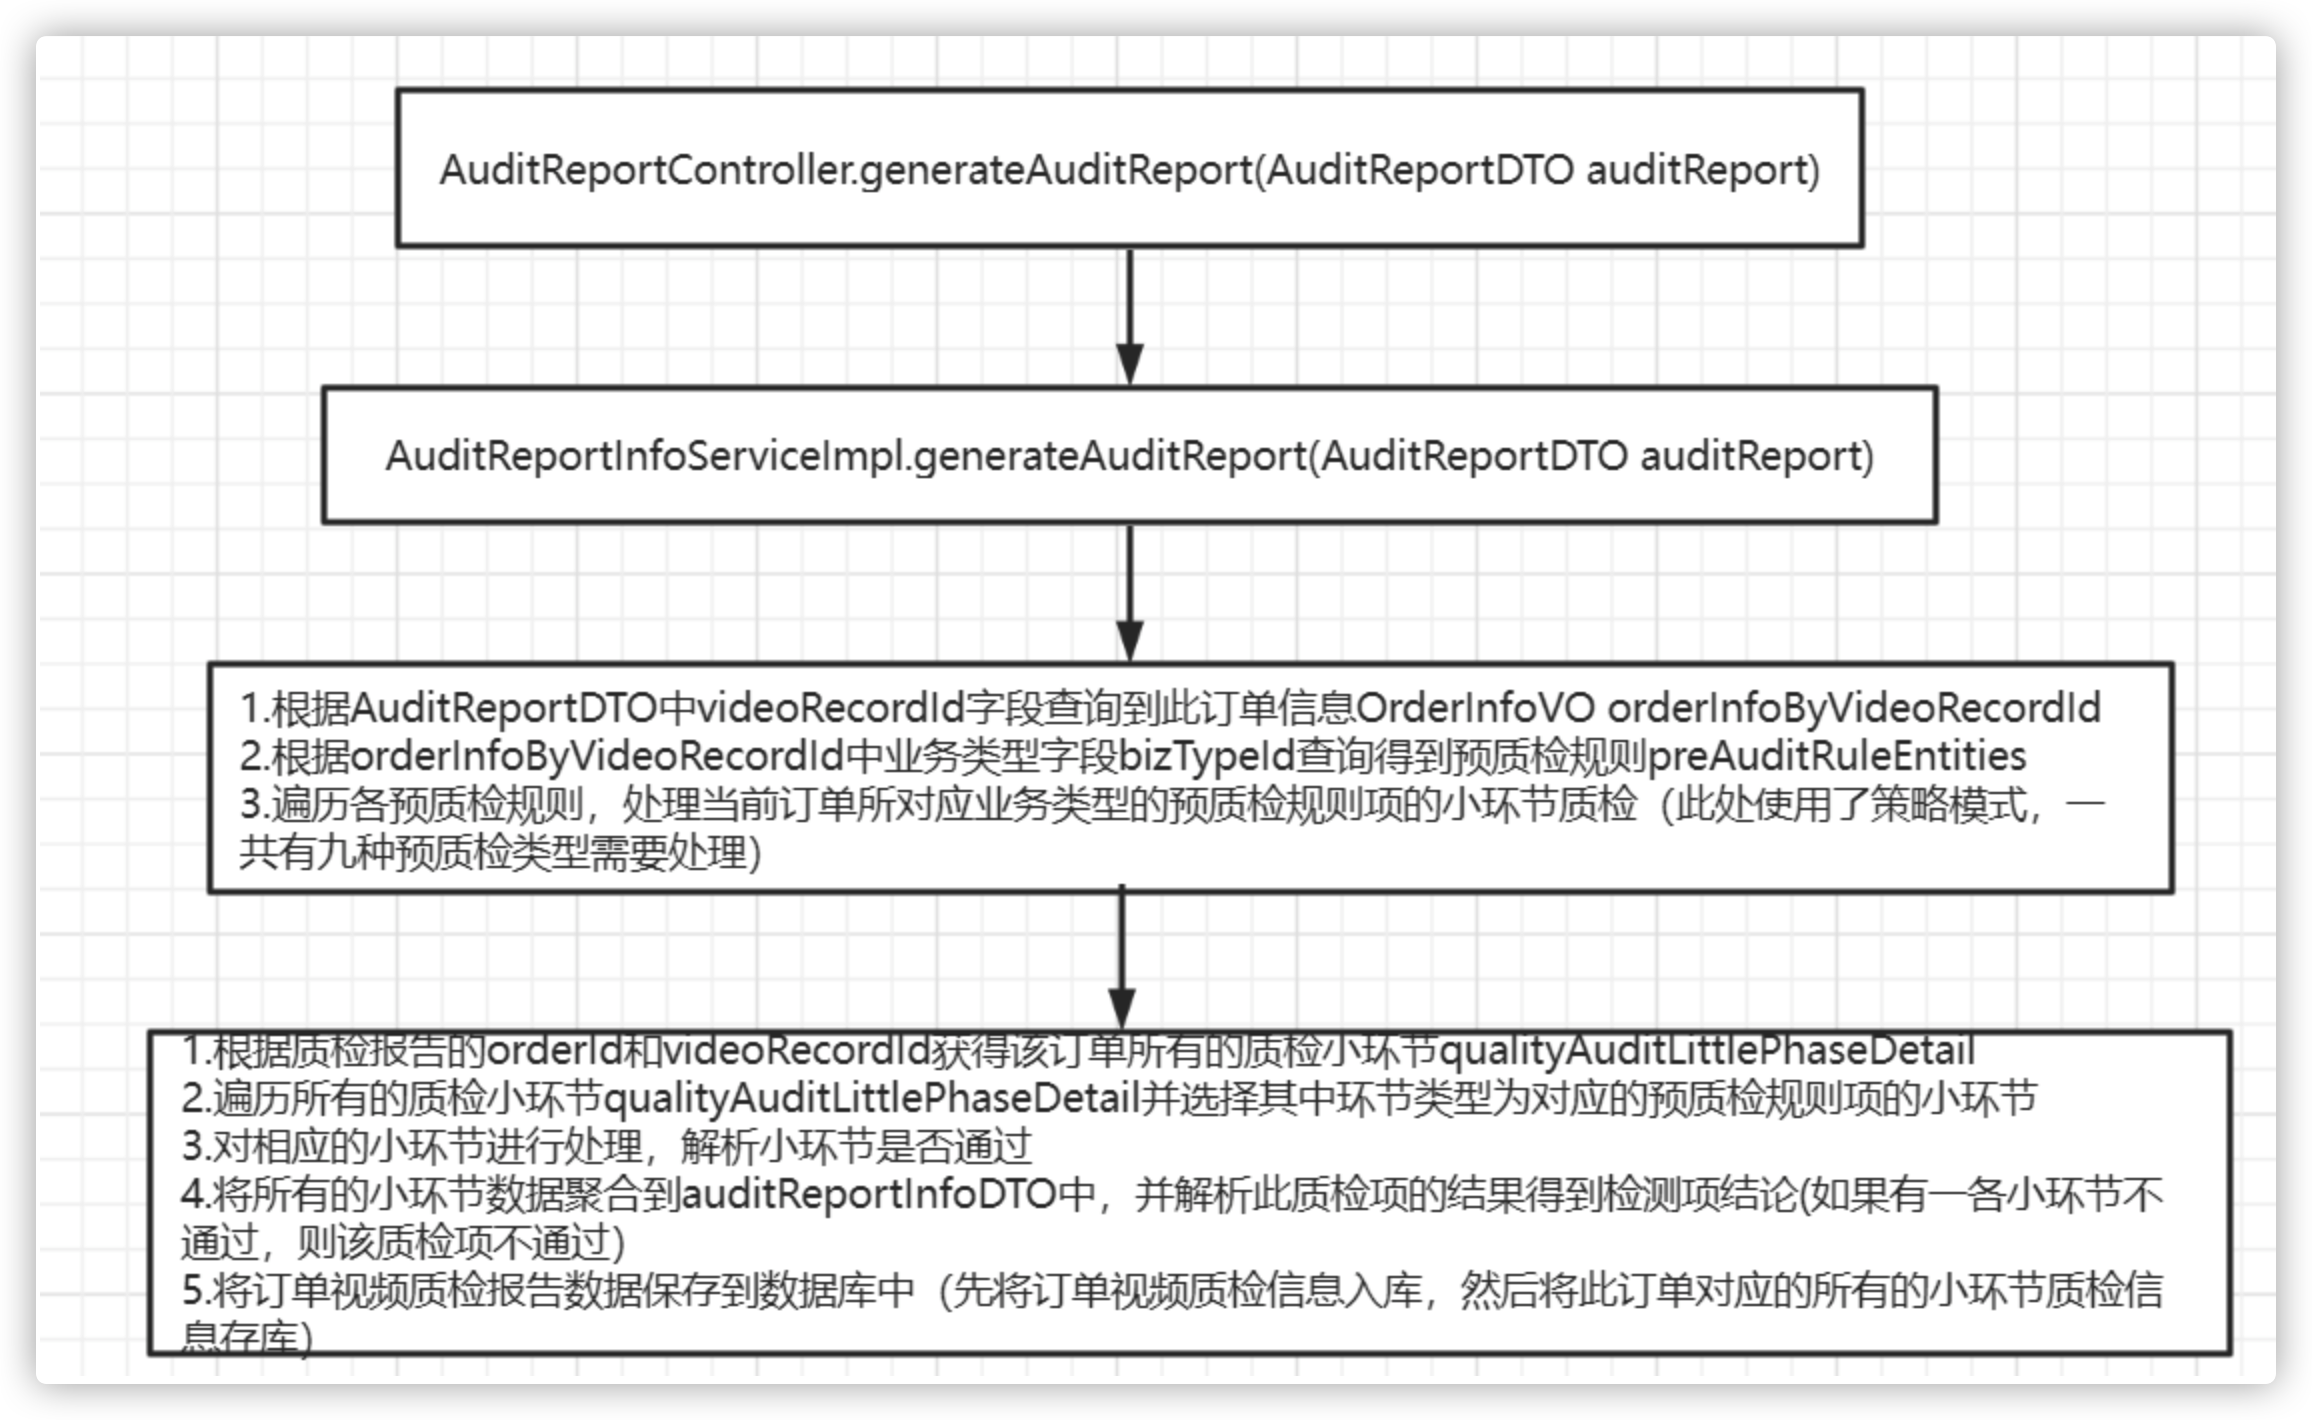 AuditReportController.generateAuditReport(AuditReportDTO auditReport)
AuditReportInfoServiceImpl.generateAuditReport(AuditReportDTO auditReport)
1.根据AuditReportDTO中videoRecordId字段查询到此订单信息OrderInfoVO orderInfoByVideoRecordId
2.根据orderInfoByVideoRecordId中业务类型字段bizTypeId查询得到预质检规则preAuditRuleEntities
3.遍历各预质检规则，处理当前订单所对应业务类型的预质检规则项的小环节质检（此处使用了策略模式，一
共有九种预质检类型需要处理）
1.根据质检报告的orderId和videoRecordId获得该订单所有的质检小环节qualityAuditLittlePhaseDetail
2.遍历所有的质检小环节qualityAuditLittlePhaseDetail并选择其中环节类型为对应的预质检规则项的小环节
3.对相应的小环节进行处理，解析小环节是否通过
4.将所有的小环节数据聚合到auditReportInfoDTO中，并解析此质检项的结果得到检测项结论(如果有一各小环节不
通过，则该质检项不通过）
5.将订单视频质检报告数据保存到数据库中（先将订单视频质检信息入库，然后将此订单对应的所有的小环节质检信
息存库）